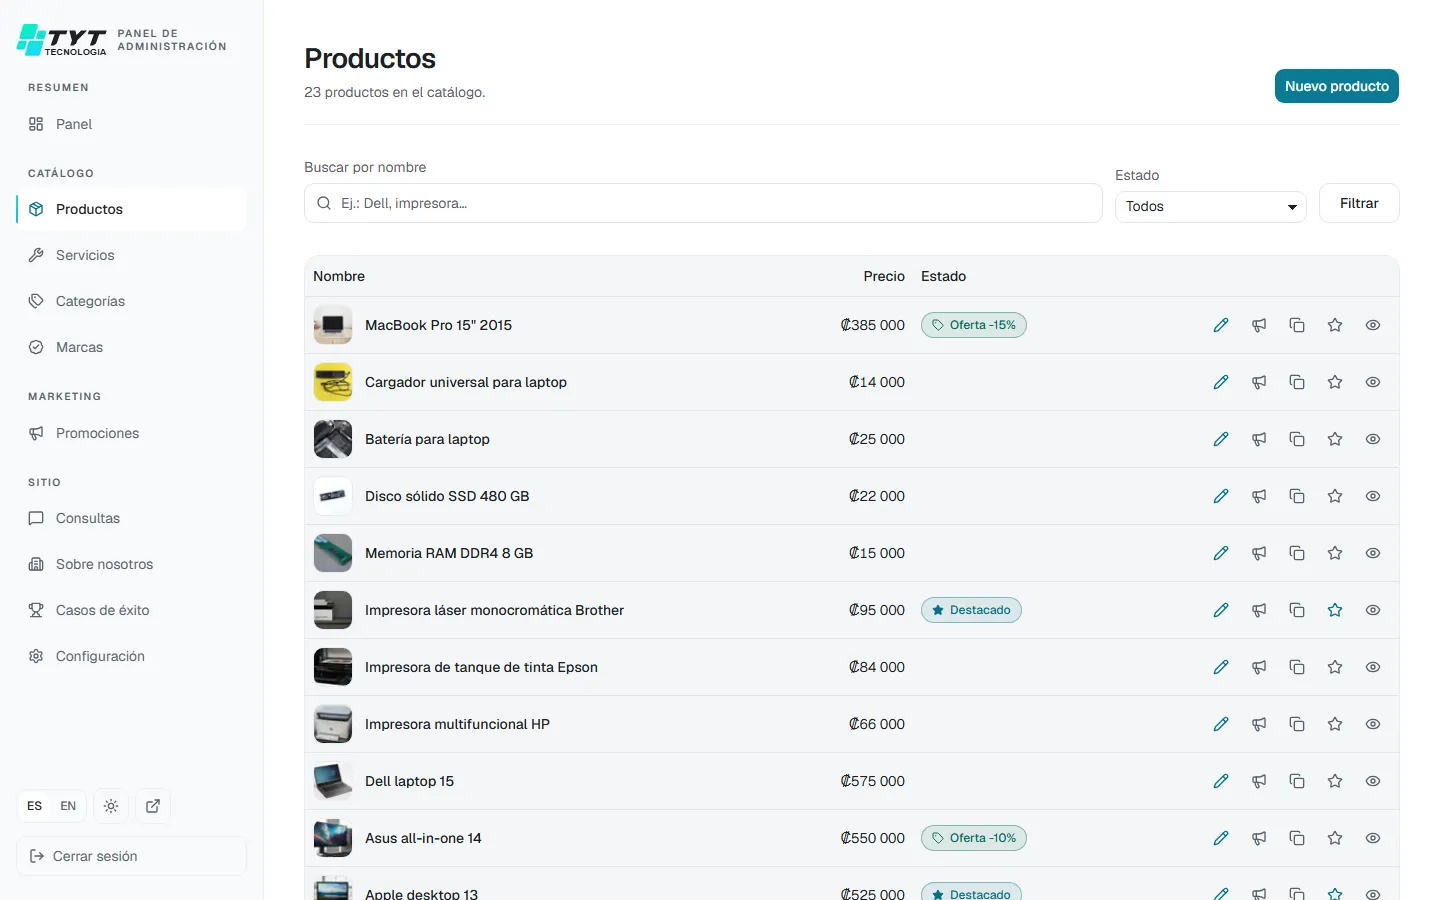 TYT
TECNOLOGIA
PANEL DE
ADMINISTRACIÓN
RESUMEN
Panel
CATÁLOGO
Productos
Servicios
Categorías
Marcas
MARKETING
Promociones
SITIO
Consultas
Sobre nosotros
Casos de éxito
Configuración
ES EN
Cerrar sesión
Productos
23 productos en el catálogo.
Nuevo producto
Buscar por nombre
Ej.: Dell, impresora...
Estado
Todos
Filtrar
Nombre Precio Estado
MacBook Pro 15" 2015 ₡385 000 Oferta -15%
Cargador universal para laptop ₡14 000
Batería para laptop ₡25 000
Disco sólido SSD 480 GB ₡22 000
Memoria RAM DDR4 8 GB ₡15 000
Impresora láser monocromática Brother ₡95 000 Destacado
Impresora de tanque de tinta Epson ₡84 000
Impresora multifuncional HP ₡66 000
Dell laptop 15 ₡575 000
Asus all-in-one 14 ₡550 000 Oferta -10%
Apple desktop 13 ₡525 000 Destacado